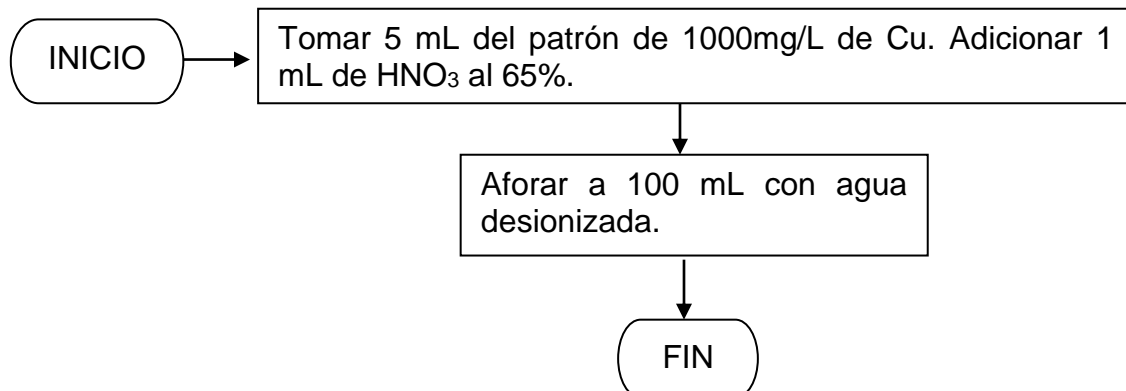 INICIO
Tomar 5 mL del patrón de 1000mg/L de Cu. Adicionar 1
mL de HNO₃ al 65%.
Aforar a 100 mL con agua
desionizada.
FIN